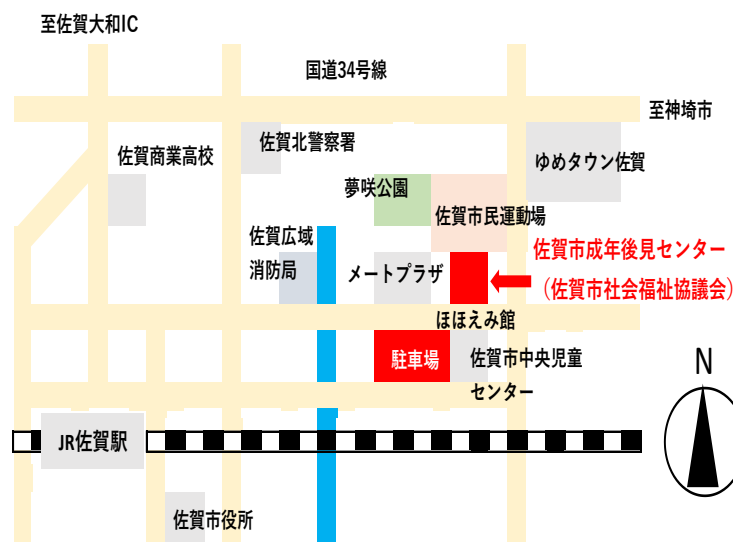 至佐賀大和IC
国道34号線
至神埼市
佐賀商業高校
佐賀北警察署
ゆめタウン佐賀
夢咲公園
佐賀市民運動場
佐賀広域
消防局
メートプラザ
佐賀市成年後見センター
（佐賀市社会福祉協議会）
ほほえみ館
駐車場
佐賀市中央児童
センター
N
JR佐賀駅
佐賀市役所